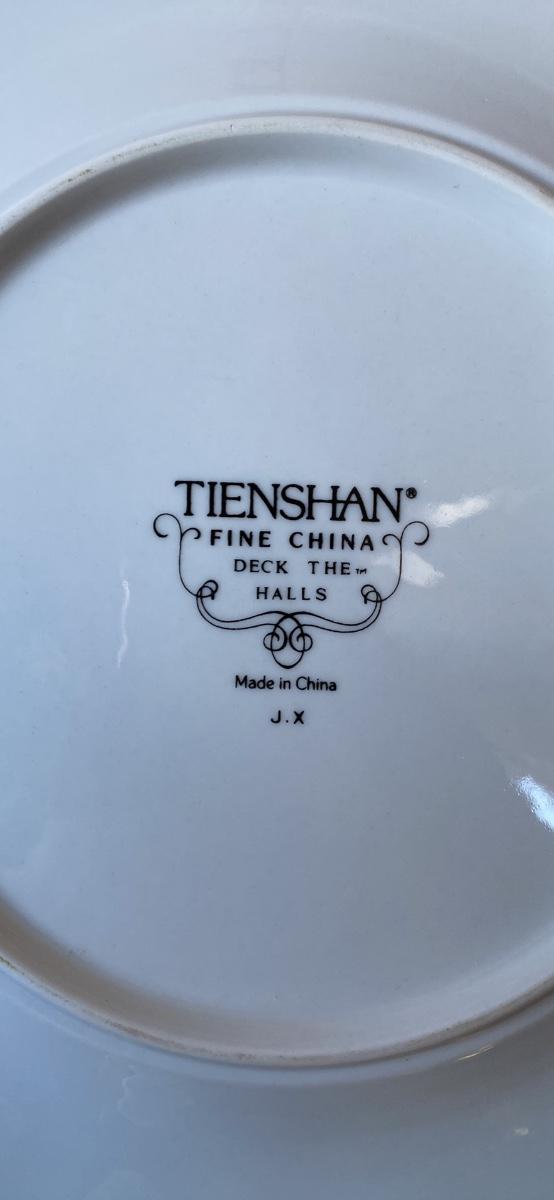 TIENSHAN®
FINE CHINA
DECK THE™
HALLS
Made in China
J.X